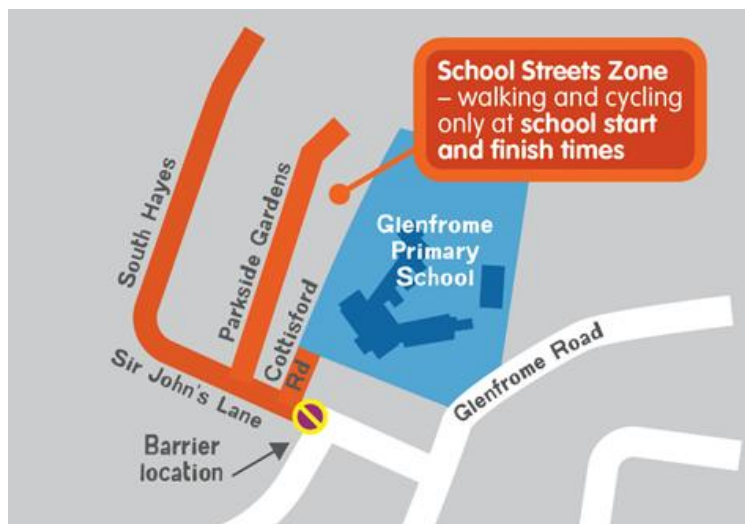 School Streets Zone
– walking and cycling
only at school start
and finish times
South Hayes
Parkside Gardens
Cottisford
Rd
Glenfrome
Primary
School
Glenfrome Road
Sir John's Lane
Barrier
location